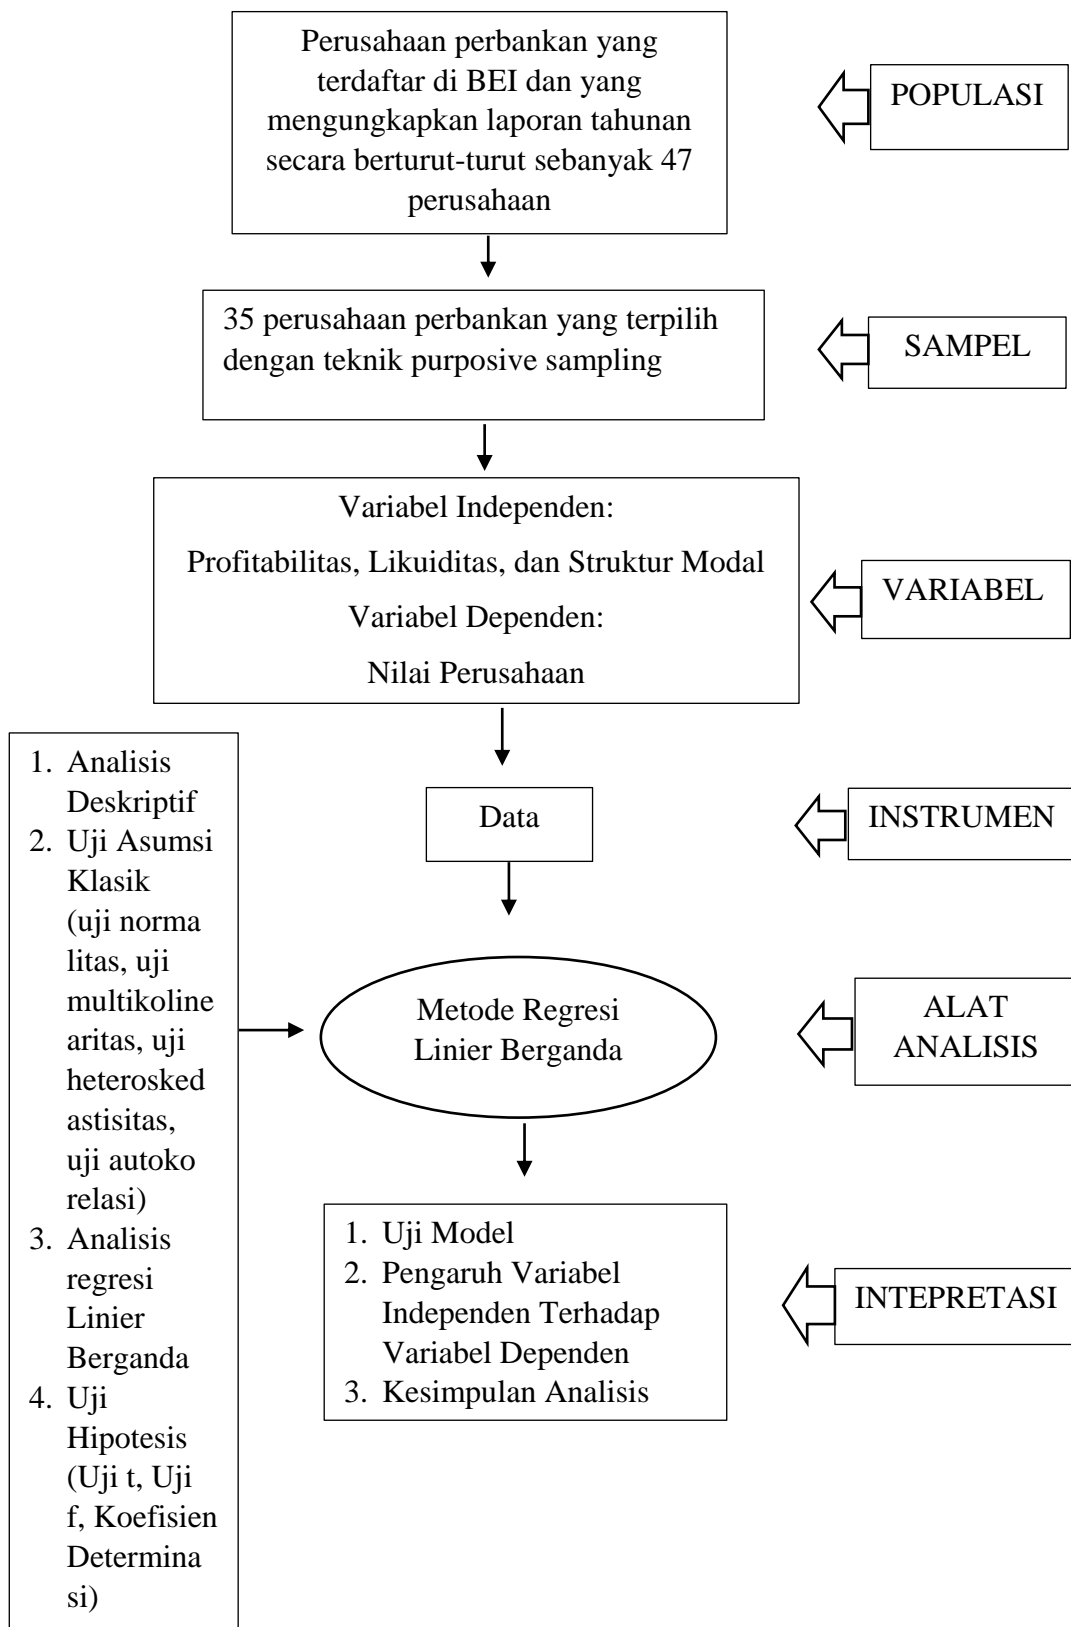 Perusahaan perbankan yang
terdaftar di BEI dan yang
mengungkapkan laporan tahunan
secara berturut-turut sebanyak 47
perusahaan
POPULASI
35 perusahaan perbankan yang terpilih
dengan teknik purposive sampling
SAMPEL
Variabel Independen:
Profitabilitas, Likuiditas, dan Struktur Modal
Variabel Dependen:
Nilai Perusahaan
VARIABEL
Data
INSTRUMEN
1. Analisis
Deskriptif
2. Uji Asumsi
Klasik
(uji norma
litas, uji
multikoline
aritas, uji
heterosked
astisitas,
uji autoko
relasi)
3. Analisis
regresi
Linier
Berganda
4. Uji
Hipotesis
(Uji t, Uji
f, Koefisien
Determina
si)
Metode Regresi
Linier Berganda
ALAT
ANALISIS
1. Uji Model
2. Pengaruh Variabel
Independen Terhadap
Variabel Dependen
3. Kesimpulan Analisis
INTEPRETASI